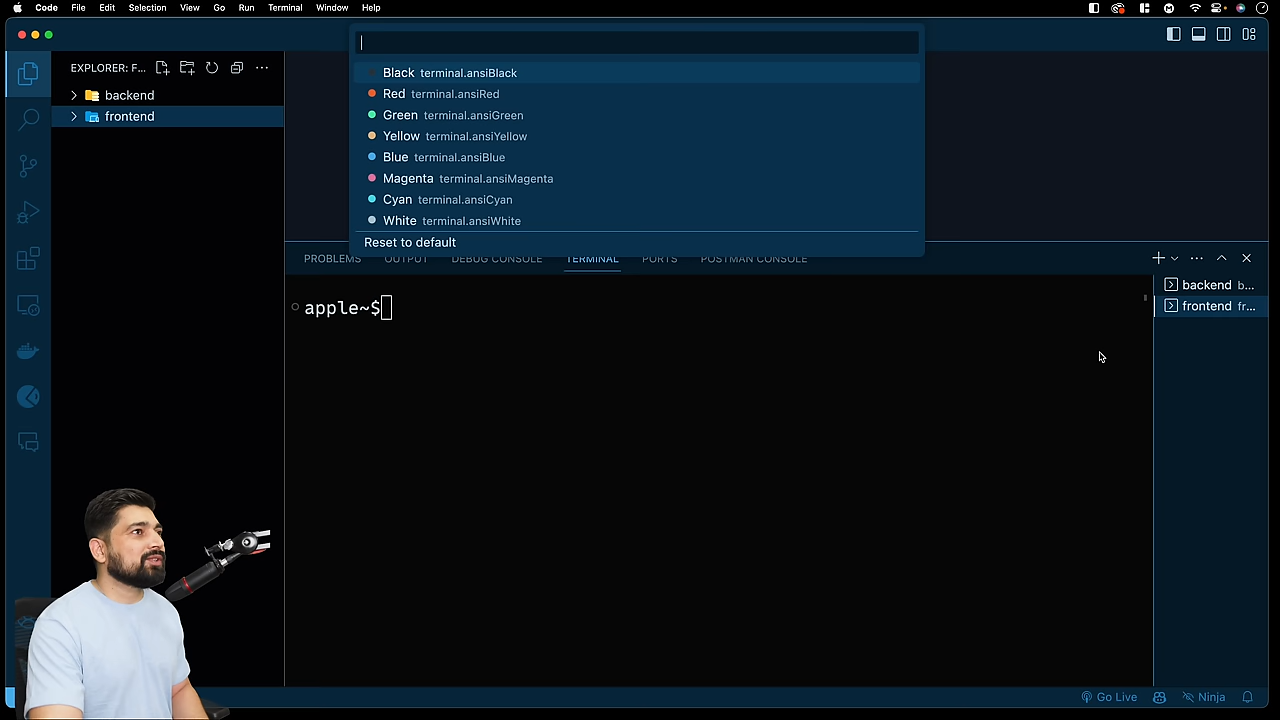 Code File Edit Selection View Go Run Terminal Window Help
EXPLORER: F...
backend
frontend
Black terminal.ansiBlack
Red terminal.ansiRed
Green terminal.ansiGreen
Yellow terminal.ansiYellow
Blue terminal.ansiBlue
Magenta terminal.ansiMagenta
Cyan terminal.ansiCyan
White terminal.ansiWhite
Reset to default
PROBLEMS OUTPUT DEBUG CONSOLE TERMINAL PORTS POSTMAN CONSOLE
apple~$
backend b...
frontend fr...
Go Live Ninja